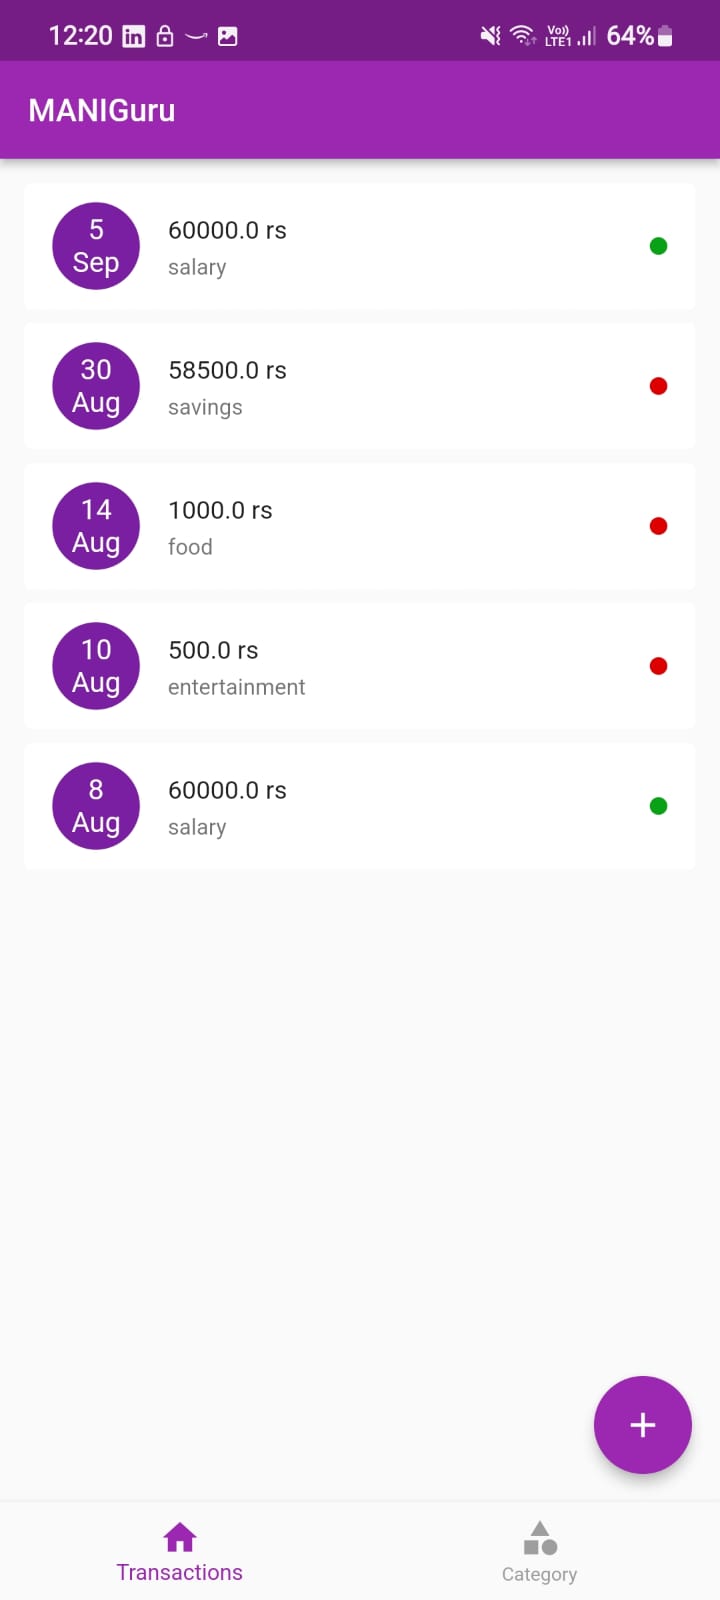 12:20
Vo))
LTE1
64%
MANIGuru
5
Sep
60000.0 rs
salary
30
Aug
58500.0 rs
savings
14
Aug
1000.0 rs
food
10
Aug
500.0 rs
entertainment
8
Aug
60000.0 rs
salary
+
Transactions
Category